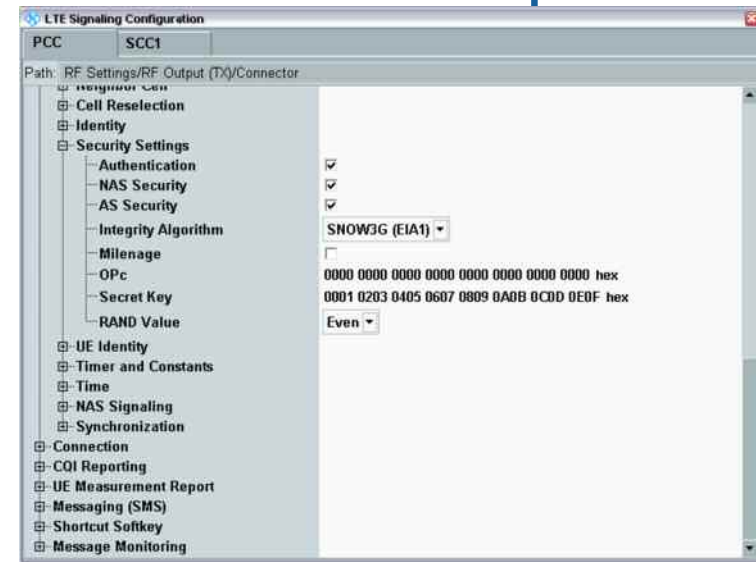 LTE Signaling Configuration
PCC SCC1
Path: RF Settings/RF Output (TX)/Connector
Neighbor Cell
Cell Reselection
Identity
Security Settings
Authentication
NAS Security
AS Security
Integrity Algorithm SNOW3G (EIA1)
Milenage
OPc 0000 0000 0000 0000 0000 0000 0000 0000 hex
Secret Key 0001 0203 0405 0607 0809 0A0B 0C0D 0E0F hex
RAND Value Even
UE Identity
Timer and Constants
Time
NAS Signaling
Synchronization
Connection
CQI Reporting
UE Measurement Report
Messaging (SMS)
Shortcut Softkey
Message Monitoring